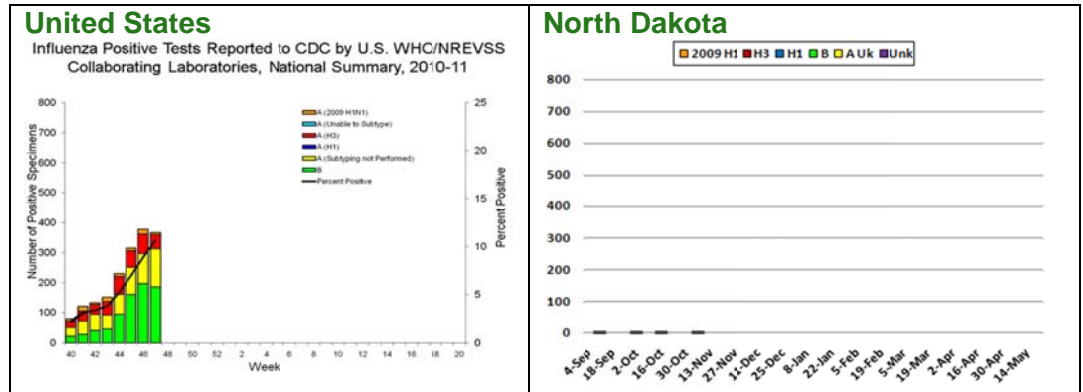 United States
Influenza Positive Tests Reported to CDC by U.S. WHO/NREVSS
Collaborating Laboratories, National Summary, 2010-11
800
700
600
500
400
300
200
100
0
Number of Positive Specimens
A (2009 H1N1)
A (Unable to Subtype)
A (H3)
A (H1)
A (Subtyping not Performed)
B
Percent Positive
25
20
15
10
5
0
Percent Positive
40 42 44 46 48 50 52 2 4 6 8 10 12 14 16 18 20
Week
North Dakota
2009 H1 H3 H1 B A Uk Unk
800
700
600
500
400
300
200
100
0
4-Sep 18-Sep 2-Oct 16-Oct 30-Oct 13-Nov 27-Nov 11-Dec 25-Dec 8-Jan 22-Jan 5-Feb 19-Feb 5-Mar 19-Mar 2-Apr 16-Apr 30-Apr 14-May